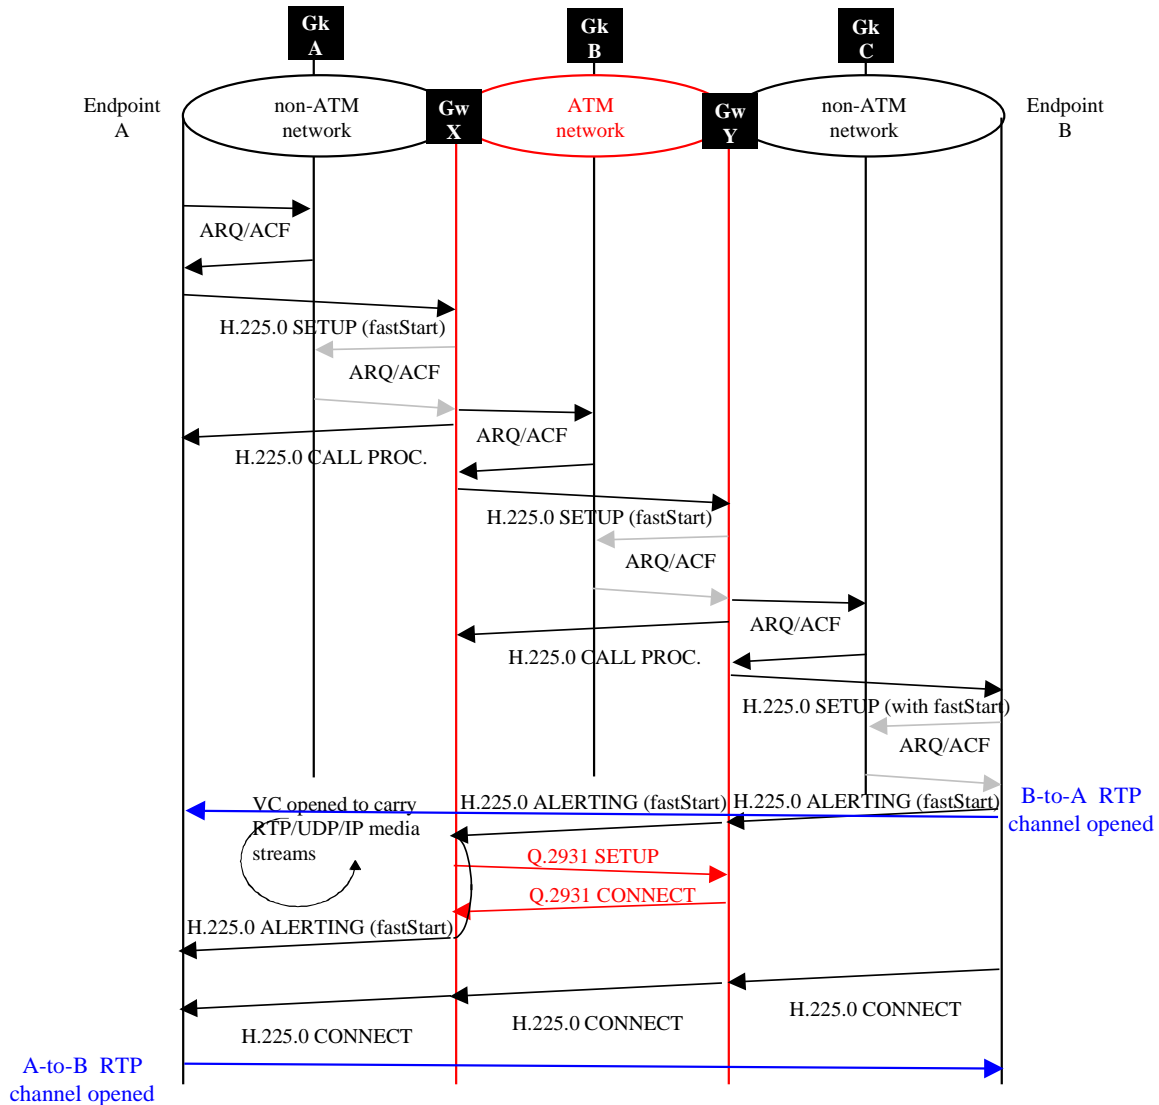 Gk
A
Gk
B
Gk
C
Endpoint
A
non-ATM
network
Gw
X
ATM
network
Gw
Y
non-ATM
network
Endpoint
B
ARQ/ACF
H.225.0 SETUP (fastStart)
ARQ/ACF
ARQ/ACF
H.225.0 CALL PROC.
H.225.0 SETUP (fastStart)
ARQ/ACF
ARQ/ACF
H.225.0 CALL PROC.
H.225.0 SETUP (with fastStart)
ARQ/ACF
B-to-A RTP
channel opened
H.225.0 ALERTING (fastStart)
H.225.0 ALERTING (fastStart)
VC opened to carry
RTP/UDP/IP media
streams
Q.2931 SETUP
Q.2931 CONNECT
H.225.0 ALERTING (fastStart)
H.225.0 CONNECT
H.225.0 CONNECT
H.225.0 CONNECT
A-to-B RTP
channel opened